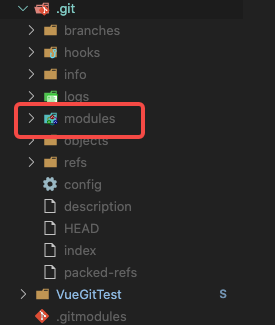 .git
branches
hooks
info
logs
modules
objects
refs
config
description
HEAD
index
packed-refs
VueGitTest S
.gitmodules